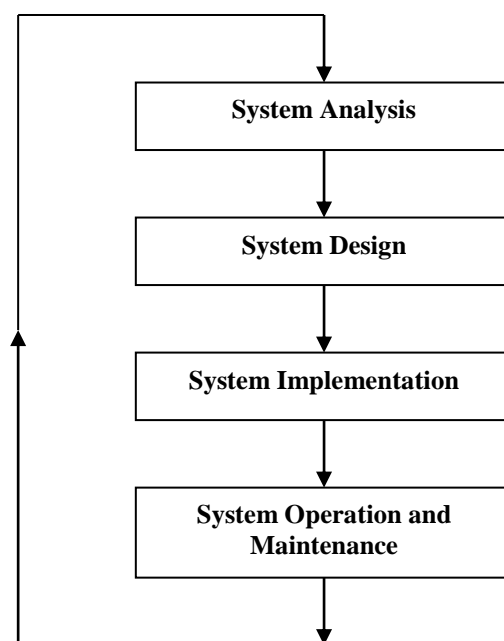 System Analysis
System Design
System Implementation
System Operation and
Maintenance